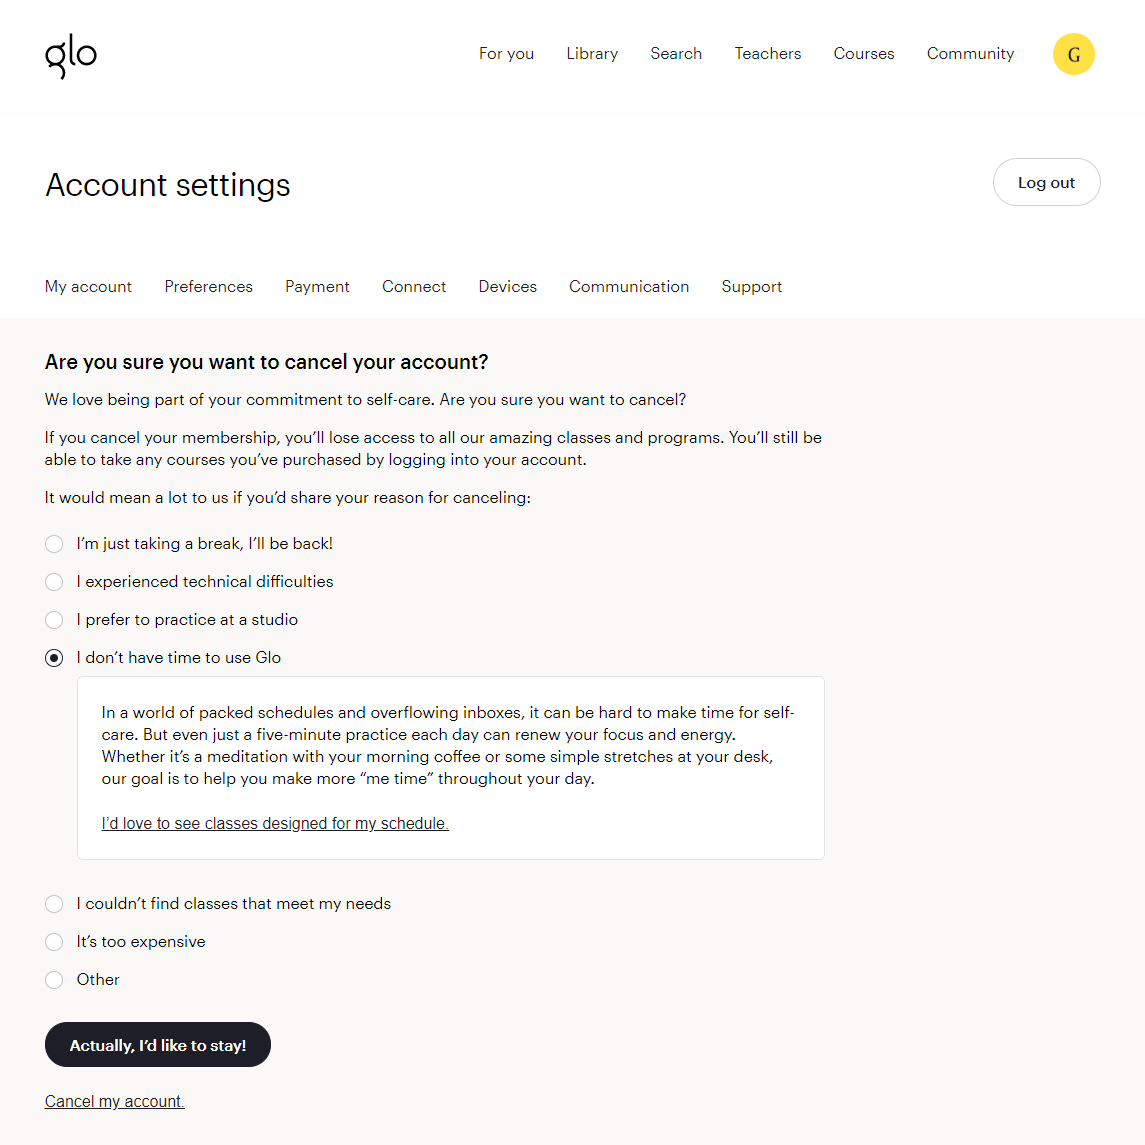 glo
For you Library Search Teachers Courses Community G
Account settings
Log out
My account Preferences Payment Connect Devices Communication Support
Are you sure you want to cancel your account?
We love being part of your commitment to self-care. Are you sure you want to cancel?
If you cancel your membership, you’ll lose access to all our amazing classes and programs. You’ll still be
able to take any courses you’ve purchased by logging into your account.
It would mean a lot to us if you’d share your reason for canceling:
I’m just taking a break, I’ll be back!
I experienced technical difficulties
I prefer to practice at a studio
I don’t have time to use Glo
In a world of packed schedules and overflowing inboxes, it can be hard to make time for self-
care. But even just a five-minute practice each day can renew your focus and energy.
Whether it’s a meditation with your morning coffee or some simple stretches at your desk,
our goal is to help you make more “me time” throughout your day.
I’d love to see classes designed for my schedule.
I couldn’t find classes that meet my needs
It’s too expensive
Other
Actually, I’d like to stay!
Cancel my account.